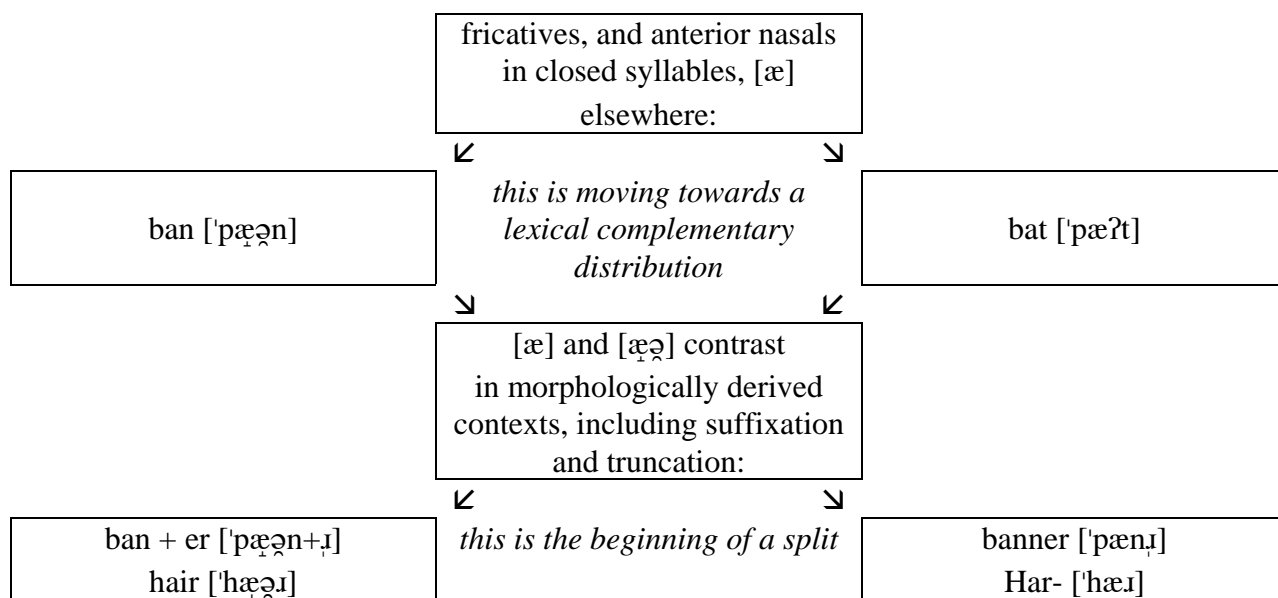 fricatives, and anterior nasals
in closed syllables, [æ]
elsewhere:
↙ ↘
ban [ˈpæ̞ə̯n]
this is moving towards a
lexical complementary
distribution
bat [ˈpæʔt]
↘ ↙
[æ] and [æ̞ə̯] contrast
in morphologically derived
contexts, including suffixation
and truncation:
↙ ↘
ban + er [ˈpæ̞ə̯n+ɹ̩]
hair [ˈhæ̞ə̯ɹ]
this is the beginning of a split
banner [ˈpænɹ̩]
Har- [ˈhæɹ]